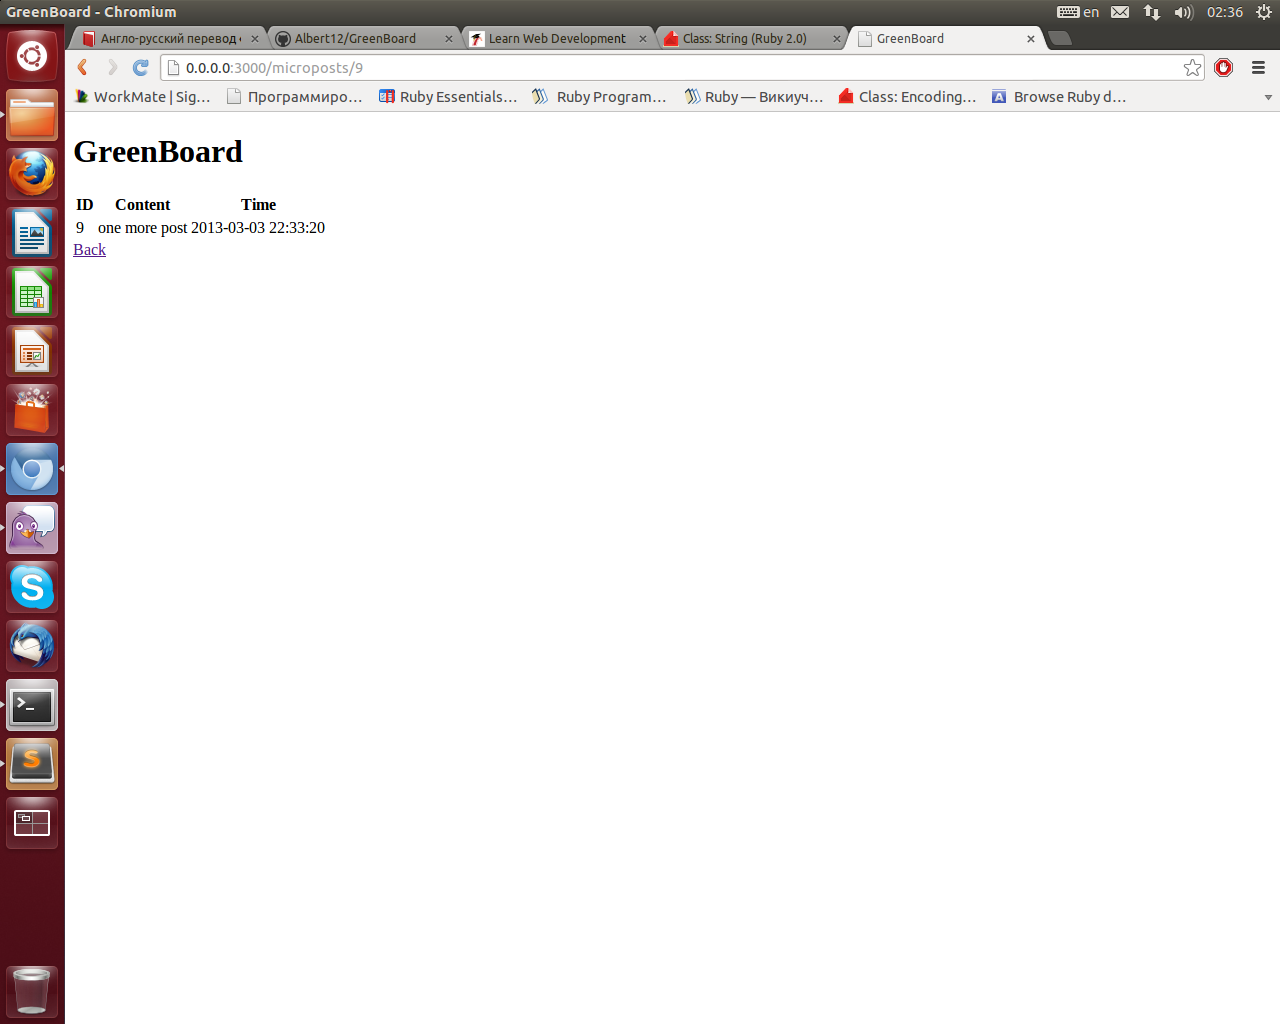 GreenBoard - Chromium
en
02:36
Англо-русский перевод
Albert12/GreenBoard
Learn Web Development
Class: String (Ruby 2.0)
GreenBoard
0.0.0.0:3000/microposts/9
WorkMate | Sig...
Программиро...
Ruby Essentials...
Ruby Program...
Ruby — Викиуч...
Class: Encoding...
Browse Ruby d...
GreenBoard
ID Content Time
9 one more post 2013-03-03 22:33:20
Back